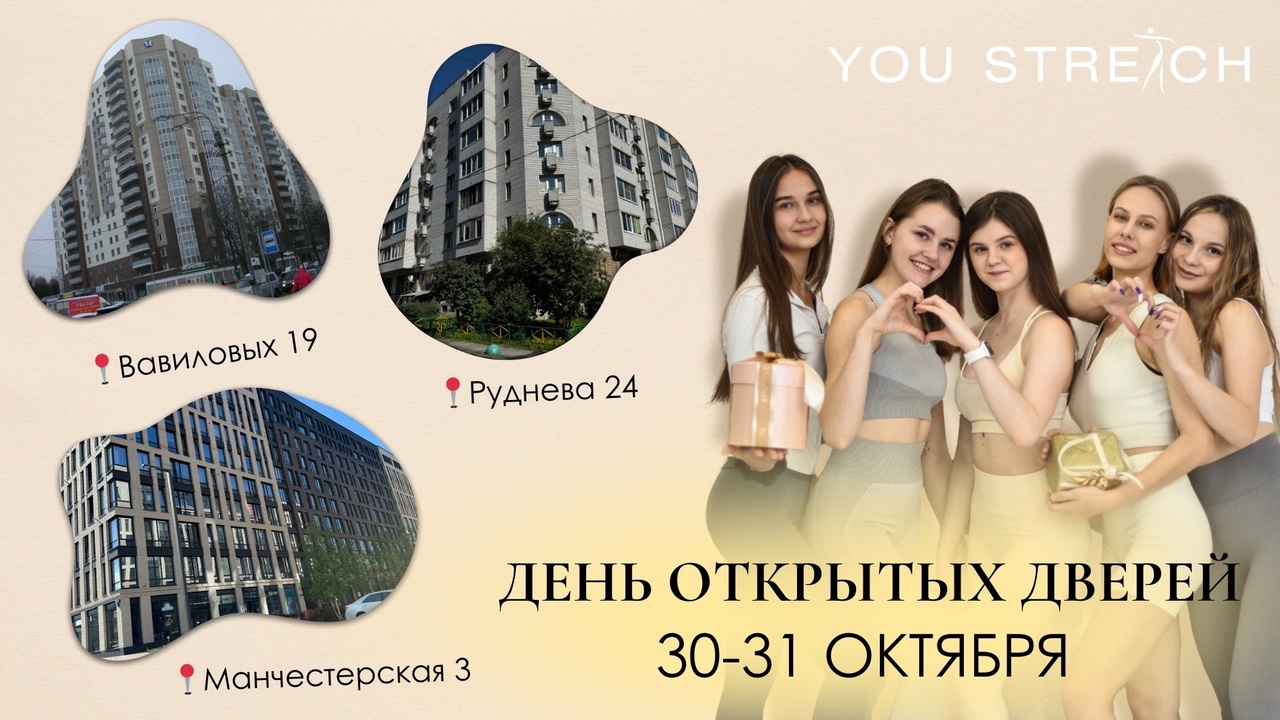 YOU STRETCH
Вавиловых 19
Руднева 24
Манчестерская 3
ДЕНЬ ОТКРЫТЫХ ДВЕРЕЙ
30-31 ОКТЯБРЯ